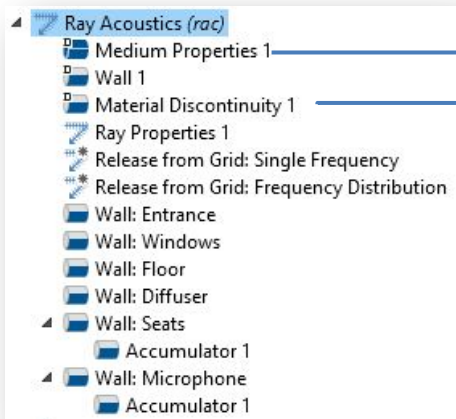 Ray Acoustics (rac)
D Medium Properties 1
D Wall 1
D Material Discontinuity 1
Ray Properties 1
Release from Grid: Single Frequency
Release from Grid: Frequency Distribution
Wall: Entrance
Wall: Windows
Wall: Floor
Wall: Diffuser
Wall: Seats
Accumulator 1
Wall: Microphone
Accumulator 1